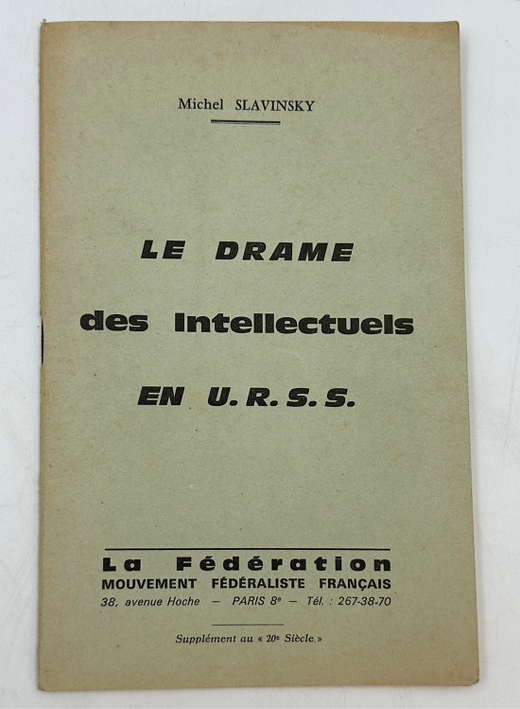 Michel SLAVINSKY
LE DRAME
des Intellectuels
EN U.R.S.S.
La Fédération
MOUVEMENT FÉDÉRALISTE FRANÇAIS
38, avenue Hoche — PARIS 8e — Tél. : 267-38-70
Supplément au « 20e Siècle »